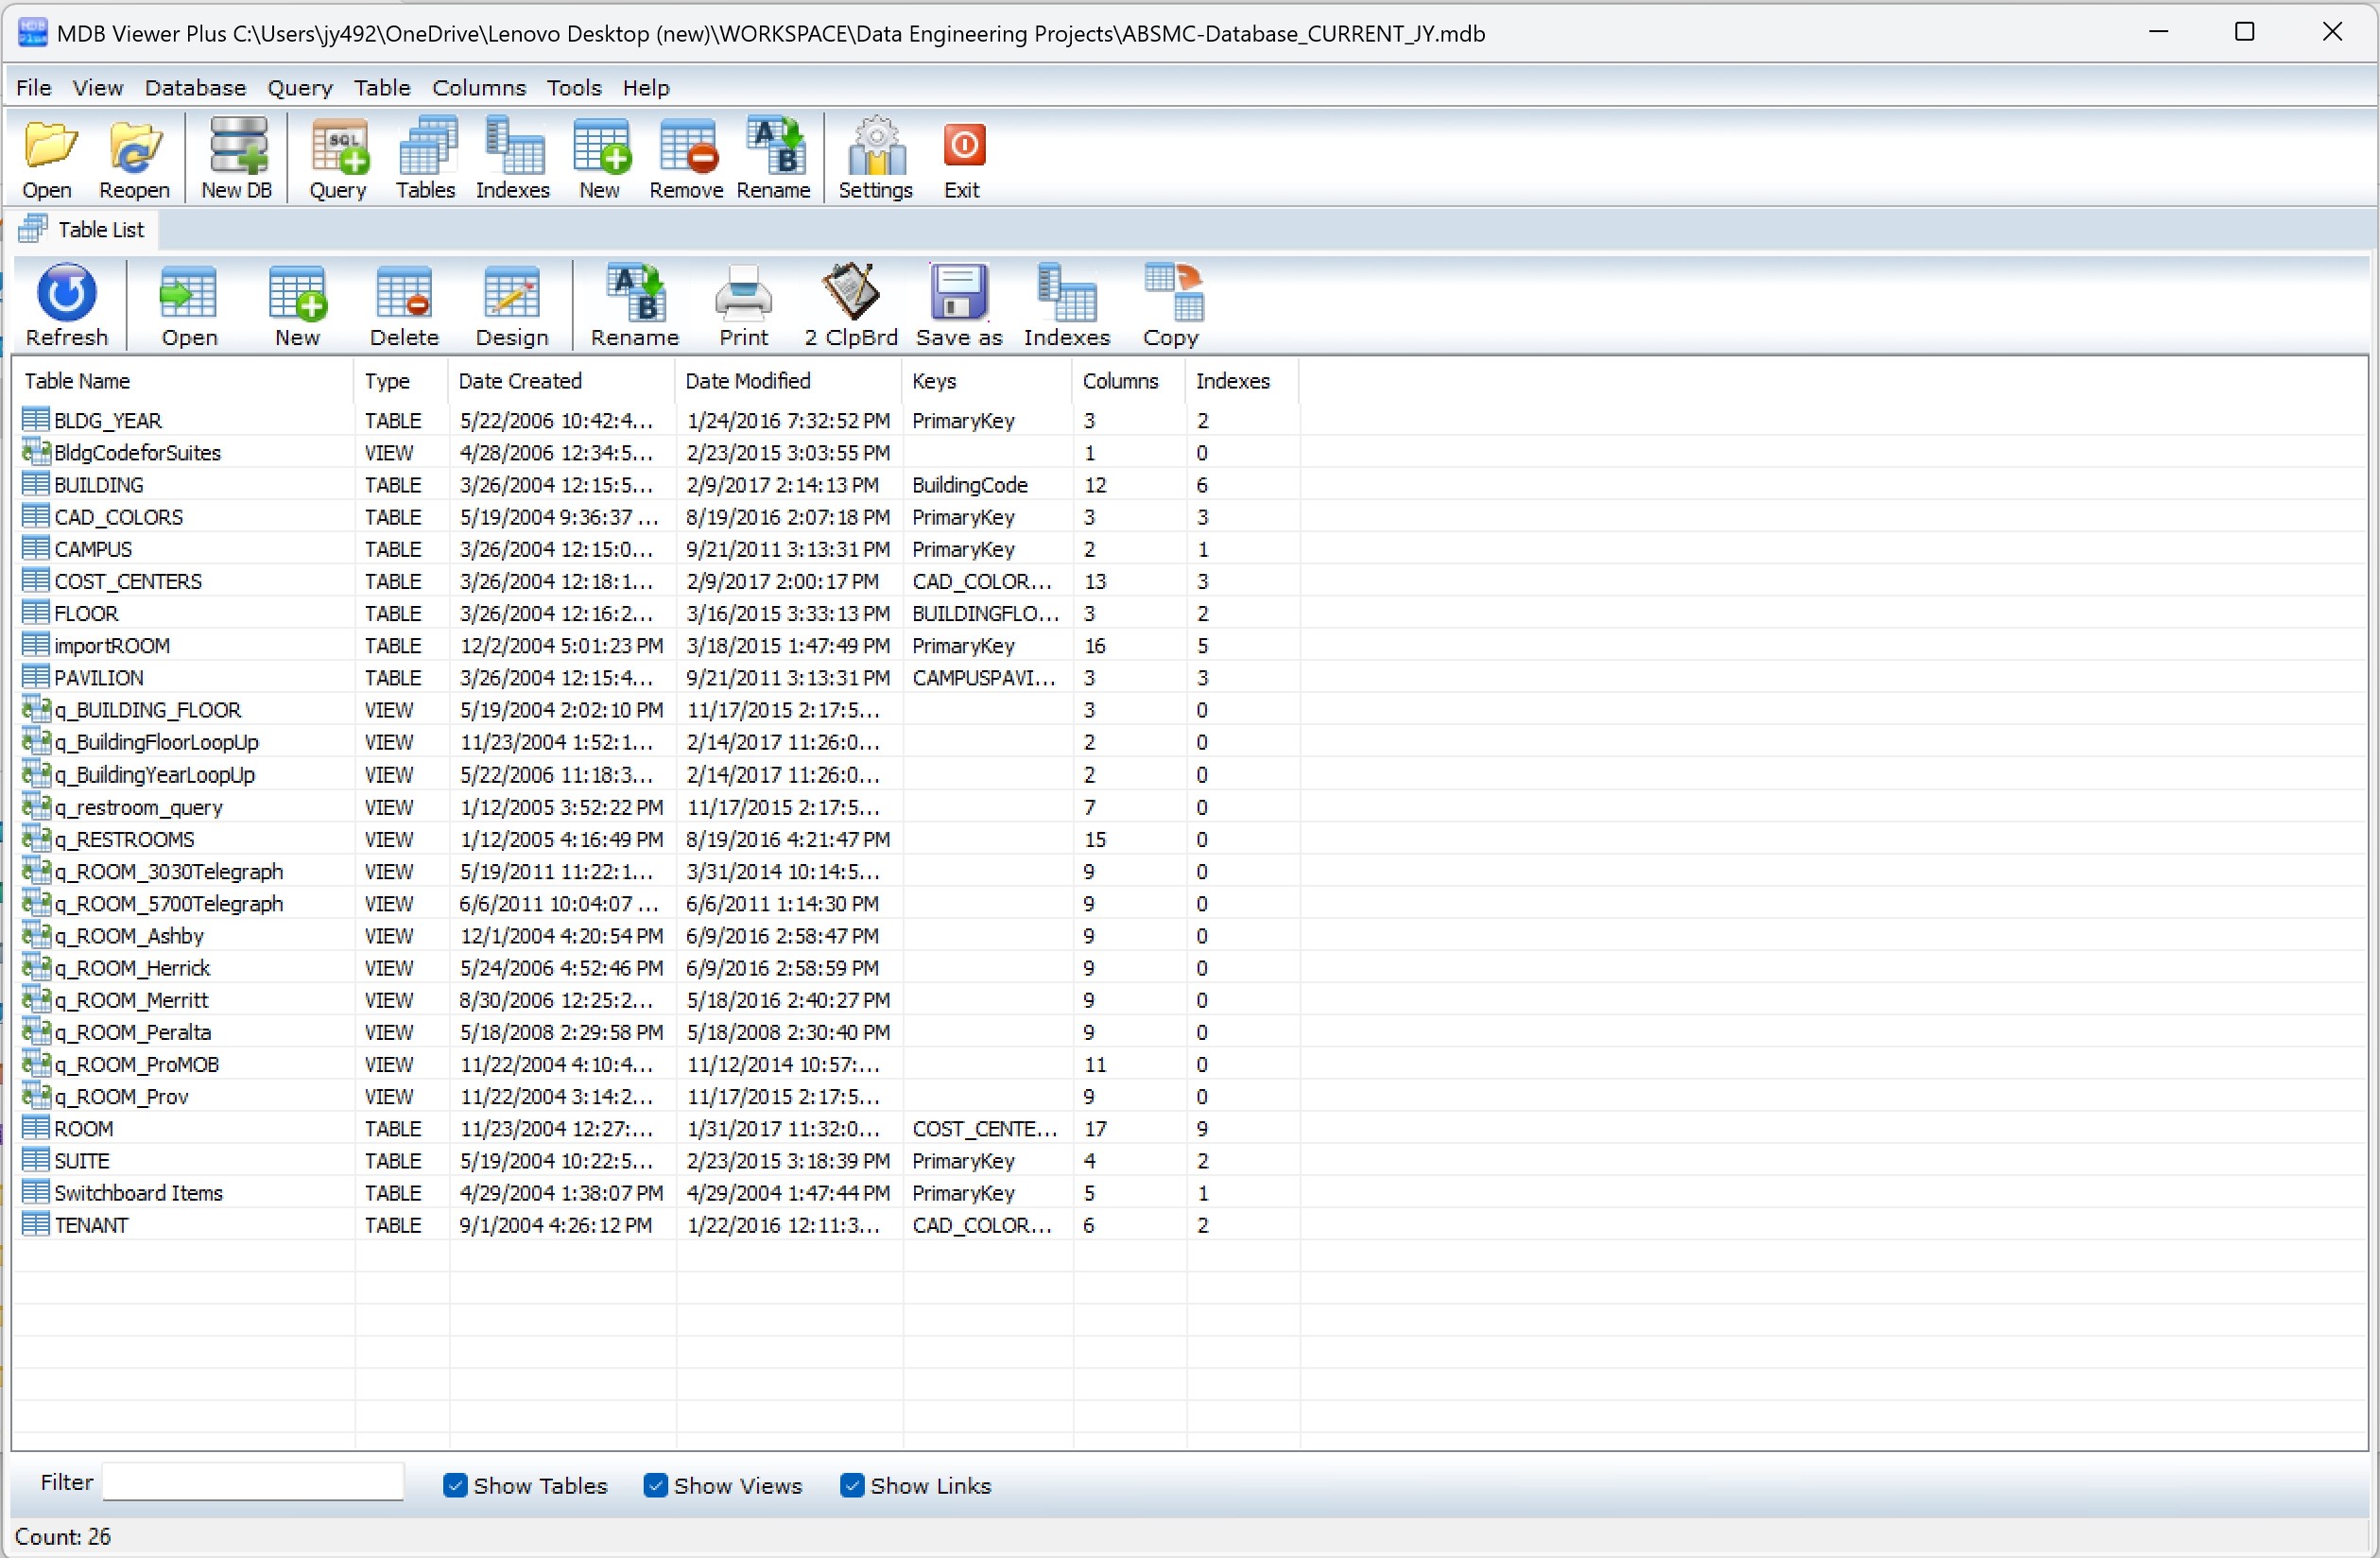 MDB Viewer Plus C:\Users\jy492\OneDrive\Lenovo Desktop (new)\WORKSPACE\Data Engineering Projects\ABSMC-Database_CURRENT_JY.mdb
File View Database Query Table Columns Tools Help
Open Reopen New DB Query Tables Indexes New Remove Rename Settings Exit
Table List
Refresh Open New Delete Design Rename Print 2 ClpBrd Save as Indexes Copy
Table Name Type Date Created Date Modified Keys Columns Indexes
BLDG_YEAR TABLE 5/22/2006 10:42:4... 1/24/2016 7:32:52 PM PrimaryKey 3 2
BldgCodeforSuites VIEW 4/28/2006 12:34:5... 2/23/2015 3:03:55 PM 1 0
BUILDING TABLE 3/26/2004 12:15:5... 2/9/2017 2:14:13 PM BuildingCode 12 6
CAD_COLORS TABLE 5/19/2004 9:36:37 ... 8/19/2016 2:07:18 PM PrimaryKey 3 3
CAMPUS TABLE 3/26/2004 12:15:0... 9/21/2011 3:13:31 PM PrimaryKey 2 1
COST_CENTERS TABLE 3/26/2004 12:18:1... 2/9/2017 2:00:17 PM CAD_COLOR... 13 3
FLOOR TABLE 3/26/2004 12:16:2... 3/16/2015 3:33:13 PM BUILDINGFLO... 3 2
importROOM TABLE 12/2/2004 5:01:23 PM 3/18/2015 1:47:49 PM PrimaryKey 16 5
PAVILION TABLE 3/26/2004 12:15:4... 9/21/2011 3:13:31 PM CAMPUSPAVI... 3 3
q_BUILDING_FLOOR VIEW 5/19/2004 2:02:10 PM 11/17/2015 2:17:5... 3 0
q_BuildingFloorLoopUp VIEW 11/23/2004 1:52:1... 2/14/2017 11:26:0... 2 0
q_BuildingYearLoopUp VIEW 5/22/2006 11:18:3... 2/14/2017 11:26:0... 2 0
q_restroom_query VIEW 1/12/2005 3:52:22 PM 11/17/2015 2:17:5... 7 0
q_RESTROOMS VIEW 1/12/2005 4:16:49 PM 8/19/2016 4:21:47 PM 15 0
q_ROOM_3030Telegraph VIEW 5/19/2011 11:22:1... 3/31/2014 10:14:5... 9 0
q_ROOM_5700Telegraph VIEW 6/6/2011 10:04:07 ... 6/6/2011 1:14:30 PM 9 0
q_ROOM_Ashby VIEW 12/1/2004 4:20:54 PM 6/9/2016 2:58:47 PM 9 0
q_ROOM_Herrick VIEW 5/24/2006 4:52:46 PM 6/9/2016 2:58:59 PM 9 0
q_ROOM_Merritt VIEW 8/30/2006 12:25:2... 5/18/2016 2:40:27 PM 9 0
q_ROOM_Peralta VIEW 5/18/2008 2:29:58 PM 5/18/2008 2:30:40 PM 9 0
q_ROOM_ProMOB VIEW 11/22/2004 4:10:4... 11/12/2014 10:57:... 11 0
q_ROOM_Prov VIEW 11/22/2004 3:14:2... 11/17/2015 2:17:5... 9 0
ROOM TABLE 11/23/2004 12:27:... 1/31/2017 11:32:0... COST_CENTE... 17 9
SUITE TABLE 5/19/2004 10:22:5... 2/23/2015 3:18:39 PM PrimaryKey 4 2
Switchboard Items TABLE 4/29/2004 1:38:07 PM 4/29/2004 1:47:44 PM PrimaryKey 5 1
TENANT TABLE 9/1/2004 4:26:12 PM 1/22/2016 12:11:3... CAD_COLOR... 6 2
Filter Show Tables Show Views Show Links
Count: 26